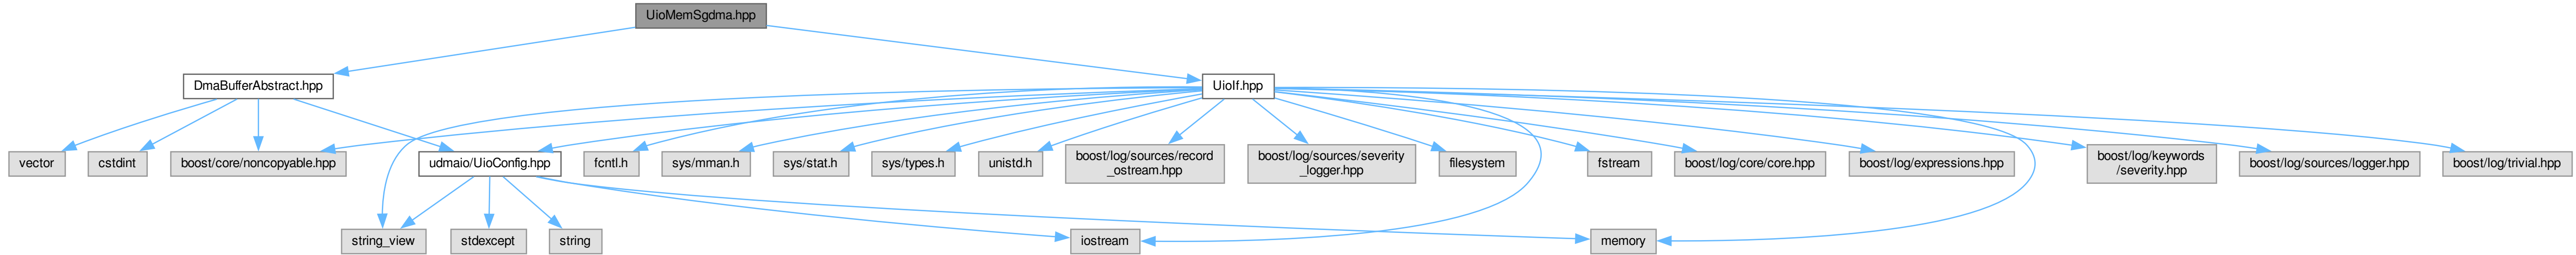 UioMemSgdma.hpp
DmaBufferAbstract.hpp
UioIf.hpp
vector
cstdint
boost/core/noncopyable.hpp
udmaio/UioConfig.hpp
fcntl.h
sys/mman.h
sys/stat.h
sys/types.h
unistd.h
boost/log/sources/record
_ostream.hpp
boost/log/sources/severity
_logger.hpp
filesystem
fstream
boost/log/core/core.hpp
boost/log/expressions.hpp
boost/log/keywords
/severity.hpp
boost/log/sources/logger.hpp
boost/log/trivial.hpp
string_view
stdexcept
string
iostream
memory